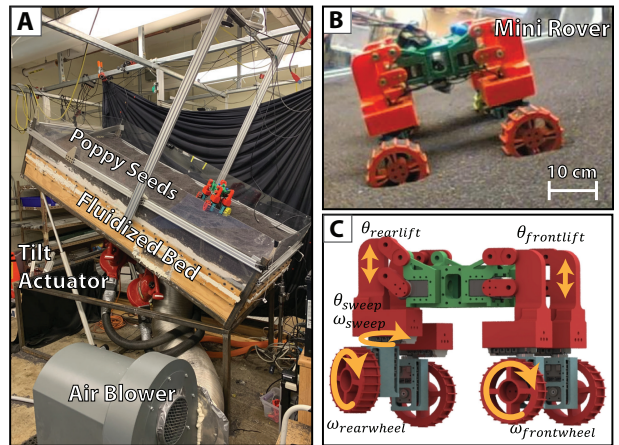 A
Poppy Seeds
Fluidized Bed
Tilt
Actuator
Air Blower
B
Mini Rover
10 cm
C
θrearlift
θfrontlift
θsweep
ωsweep
ωrearwheel
ωfrontwheel